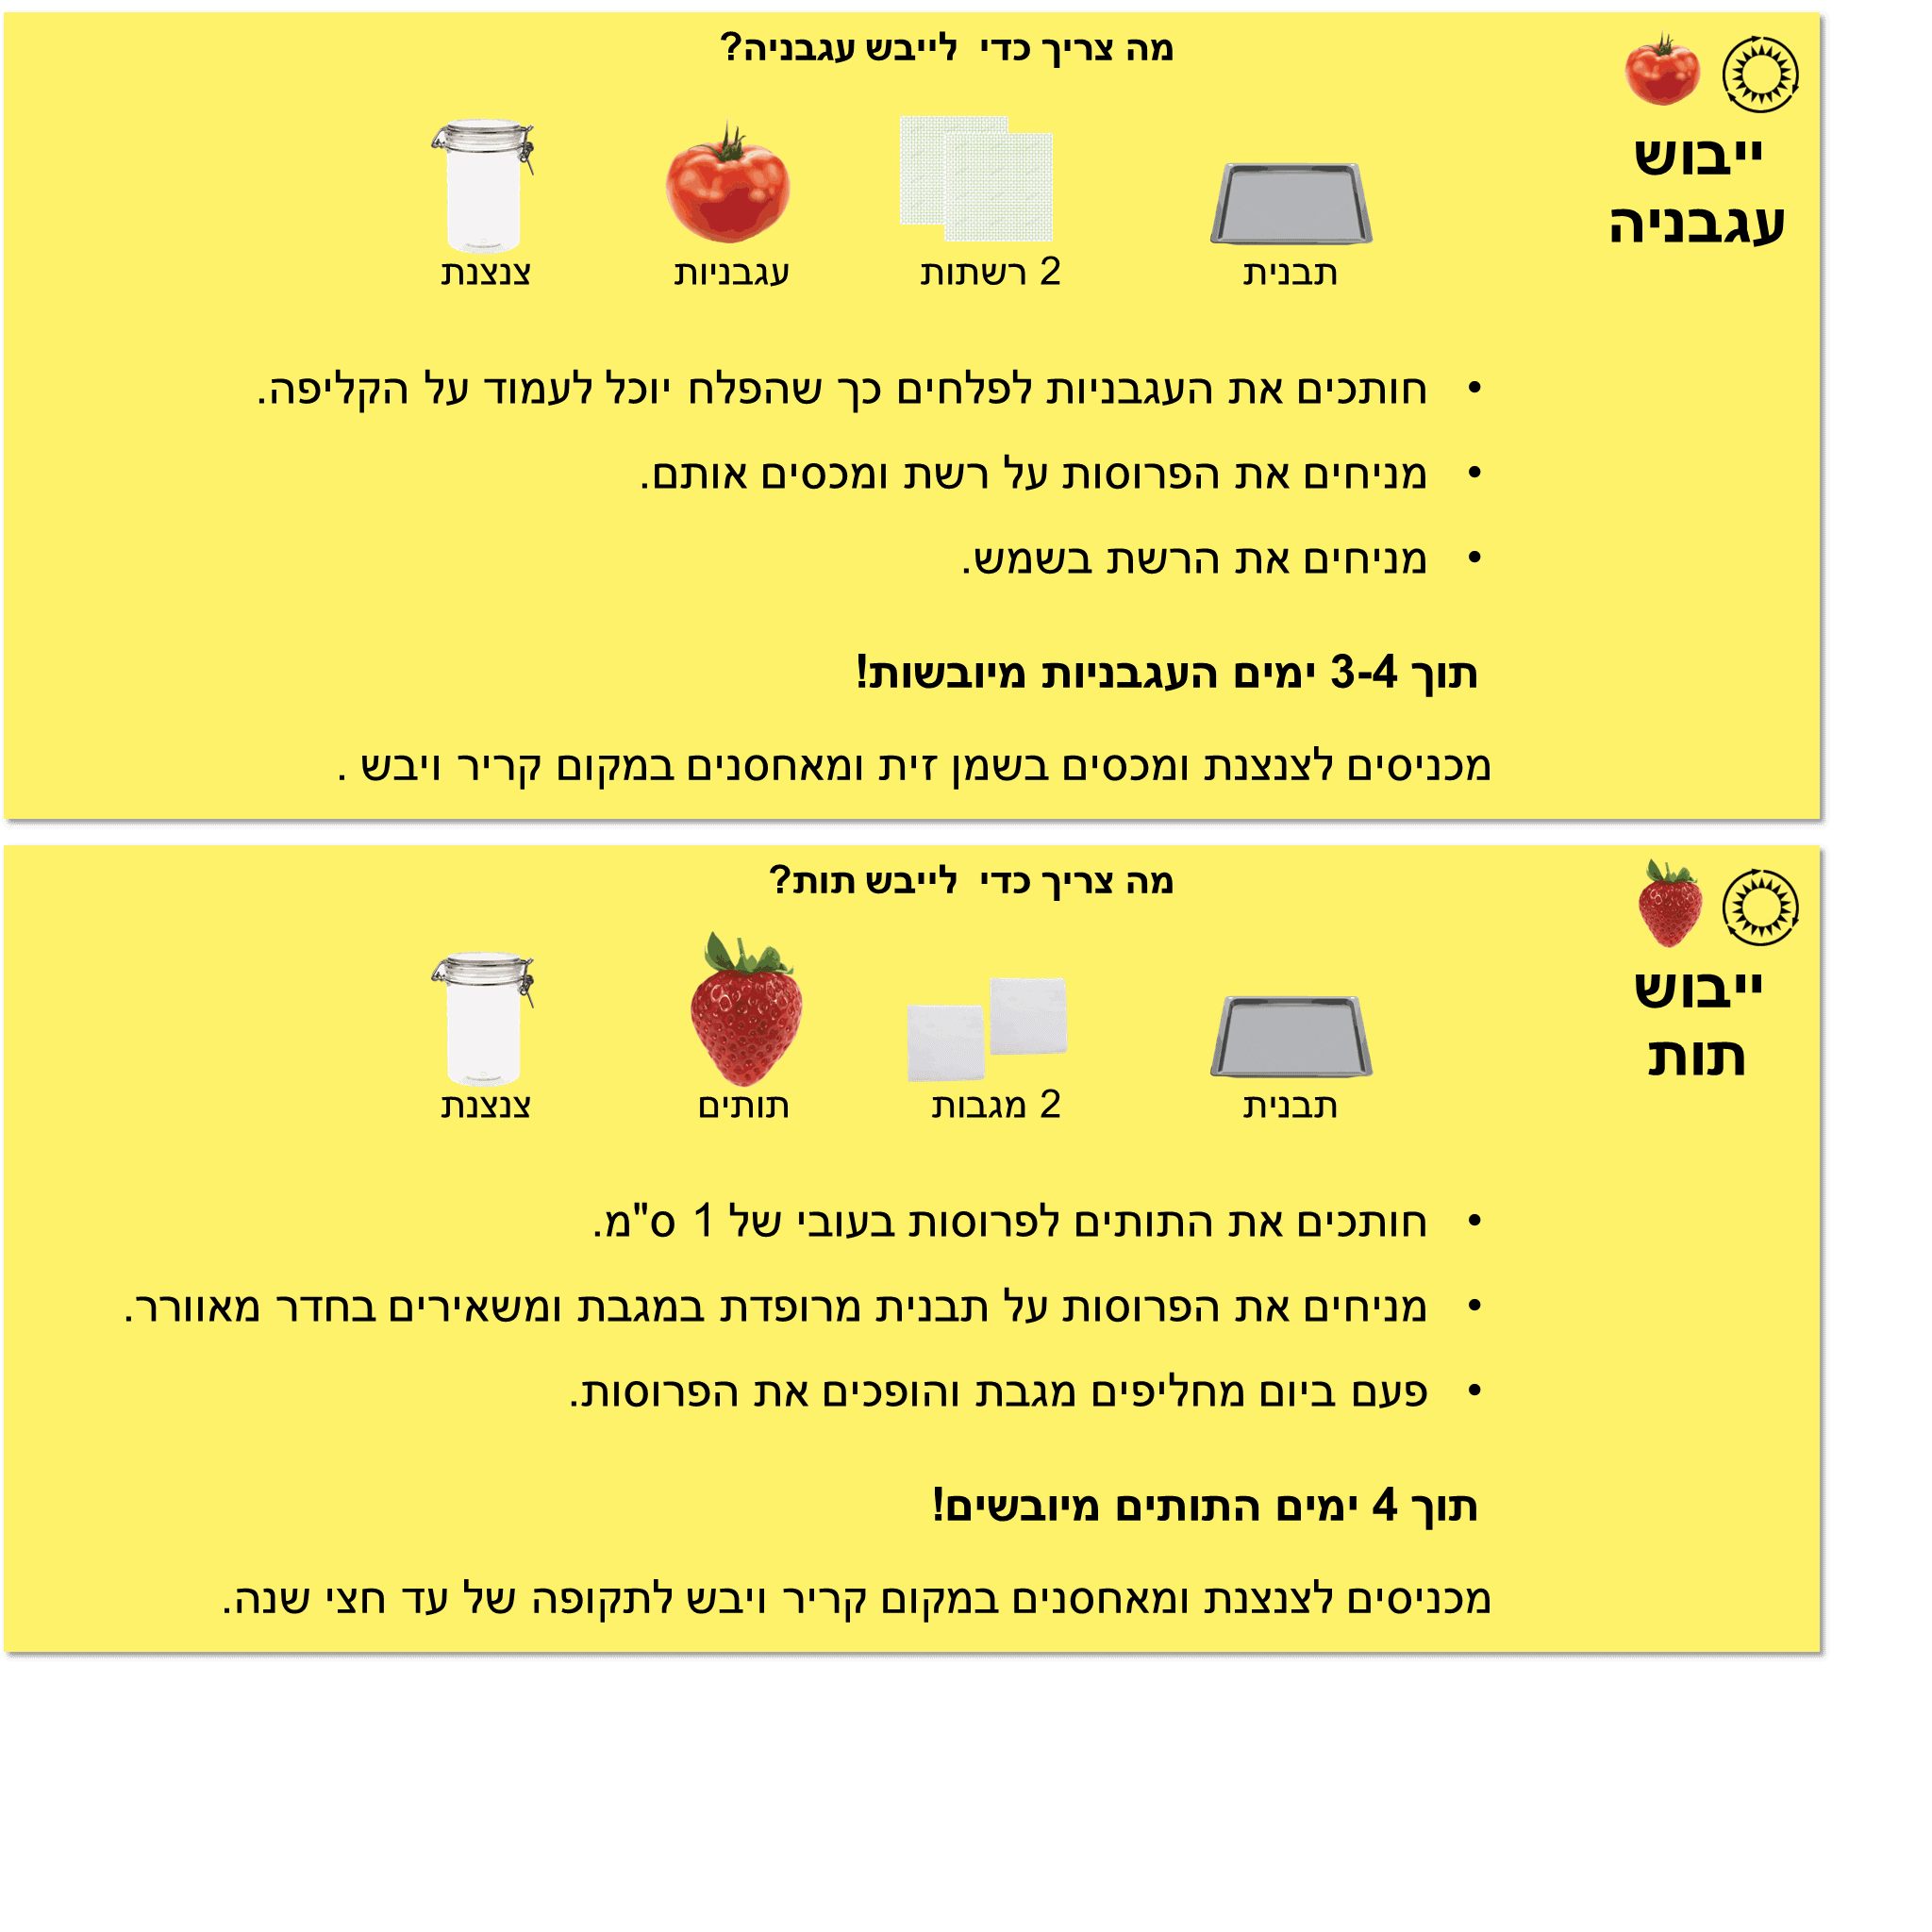 מה צריך כדי לייבש עגבניה?
ייבוש
עגבניה
תבנית
2 רשתות
עגבניות
צנצנת
• חותכים את העגבניות לפלחים כך שהפלח יוכל לעמוד על הקליפה.
• מניחים את הפרוסות על רשת ומכסים אותם.
• מניחים את הרשת בשמש.
תוך 3-4 ימים העגבניות מיובשות!
מכניסים לצנצנת ומכסים בשמן זית ומאחסנים במקום קריר ויבש .
מה צריך כדי לייבש תות?
ייבוש
תות
תבנית
2 מגבות
תותים
צנצנת
• חותכים את התותים לפרוסות בעובי של 1 ס"מ.
• מניחים את הפרוסות על תבנית מרופדת במגבת ומשאירים בחדר מאוורר.
• פעם ביום מחליפים מגבת והופכים את הפרוסות.
תוך 4 ימים התותים מיובשים!
מכניסים לצנצנת ומאחסנים במקום קריר ויבש לתקופה של עד חצי שנה.